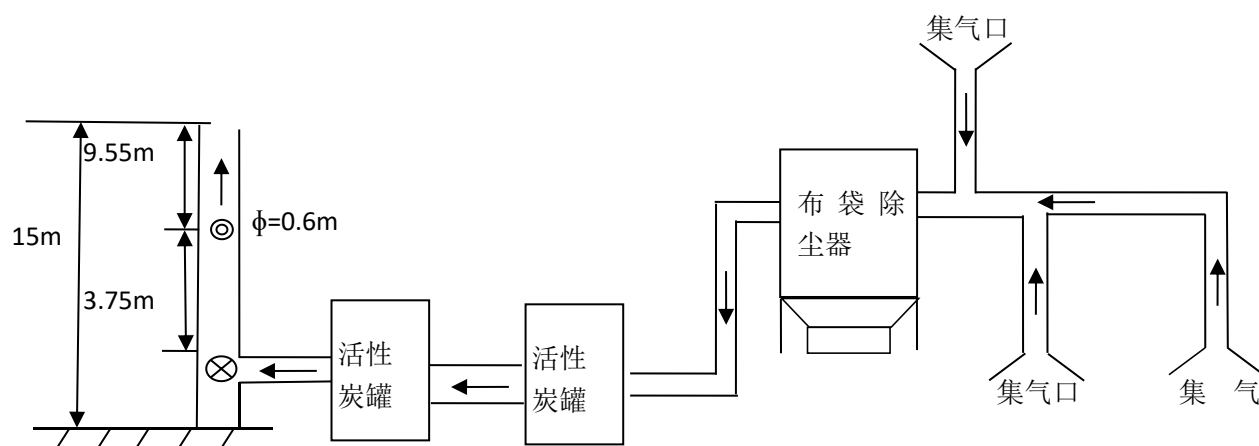 集气口
9.55m
15m
ϕ=0.6m
3.75m
布袋除
尘器
活性
炭罐
活性
炭罐
集气口
集 气